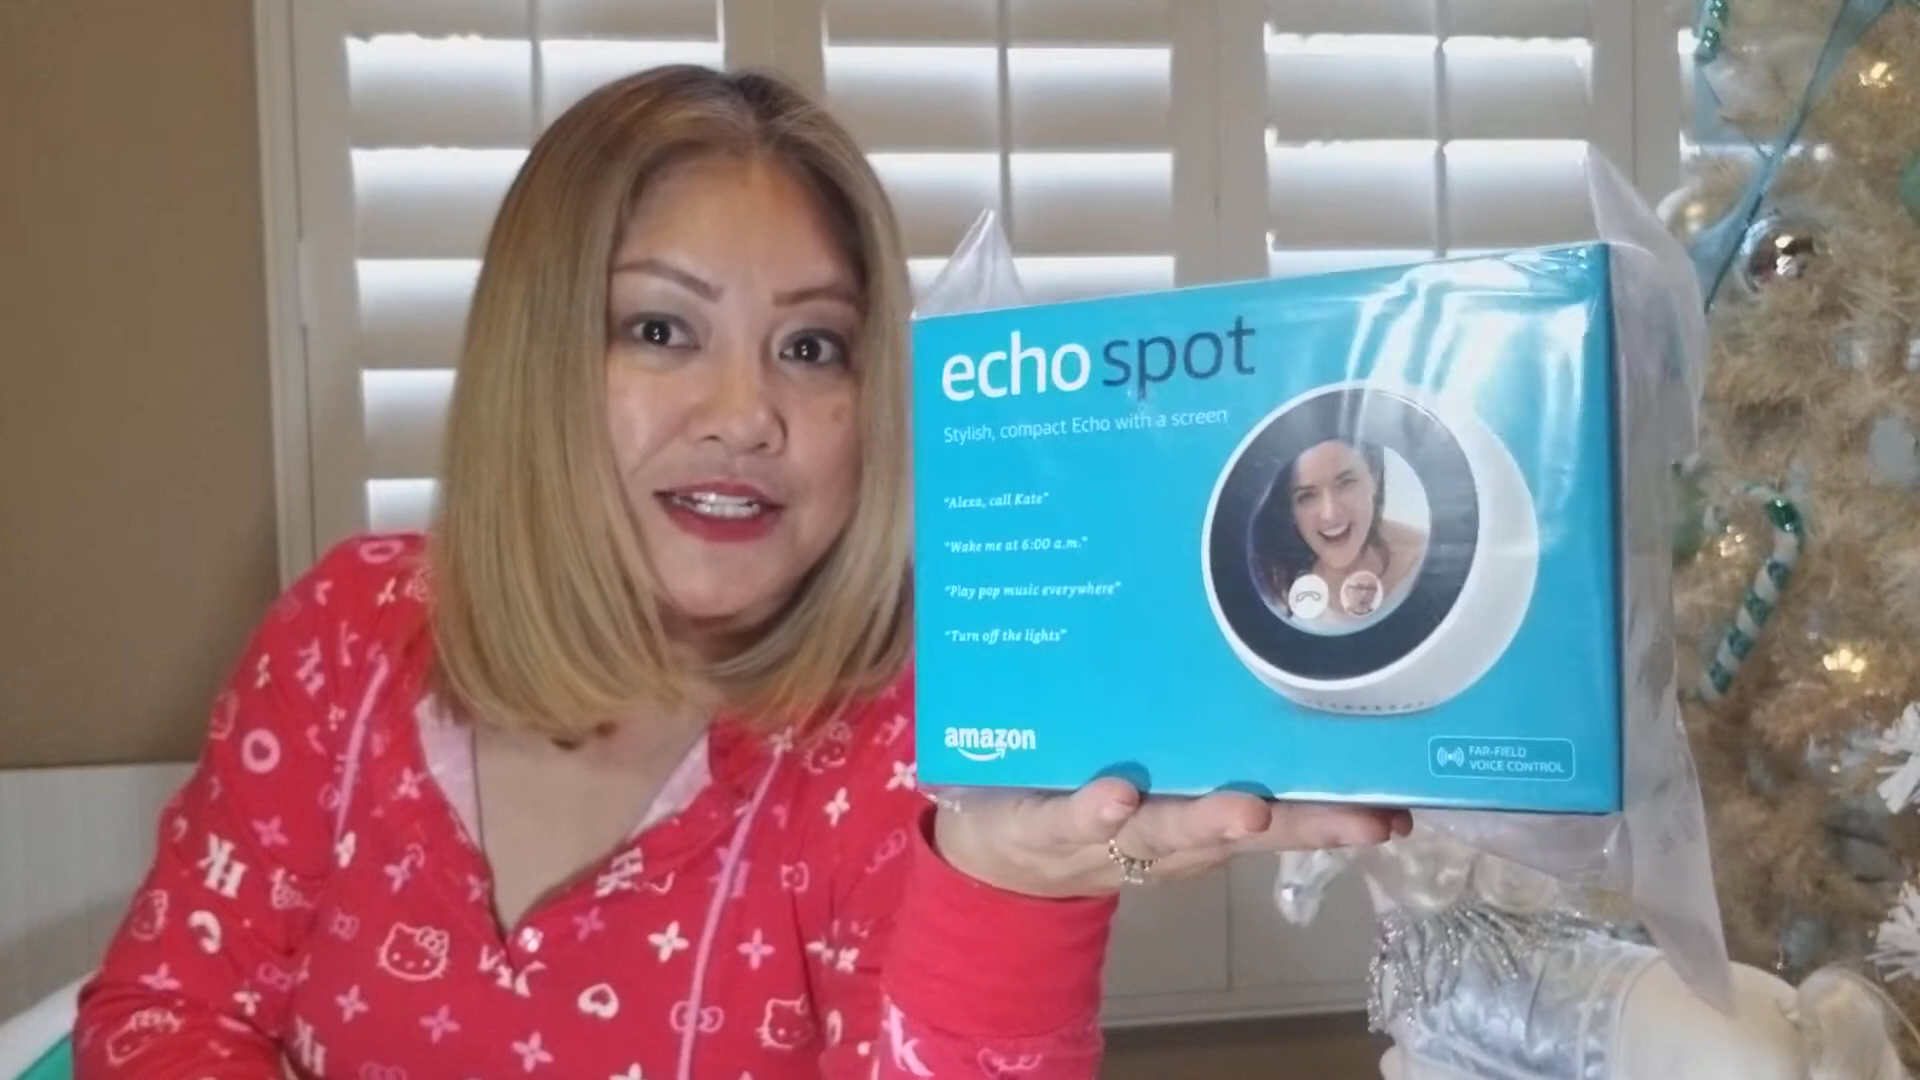 echo spot
Stylish, compact Echo with a screen
"Alexa, call Kate"
"Wake me at 6:00 a.m."
"Play pop music everywhere"
"Turn off the lights"
amazon
FAR-FIELD
VOICE CONTROL